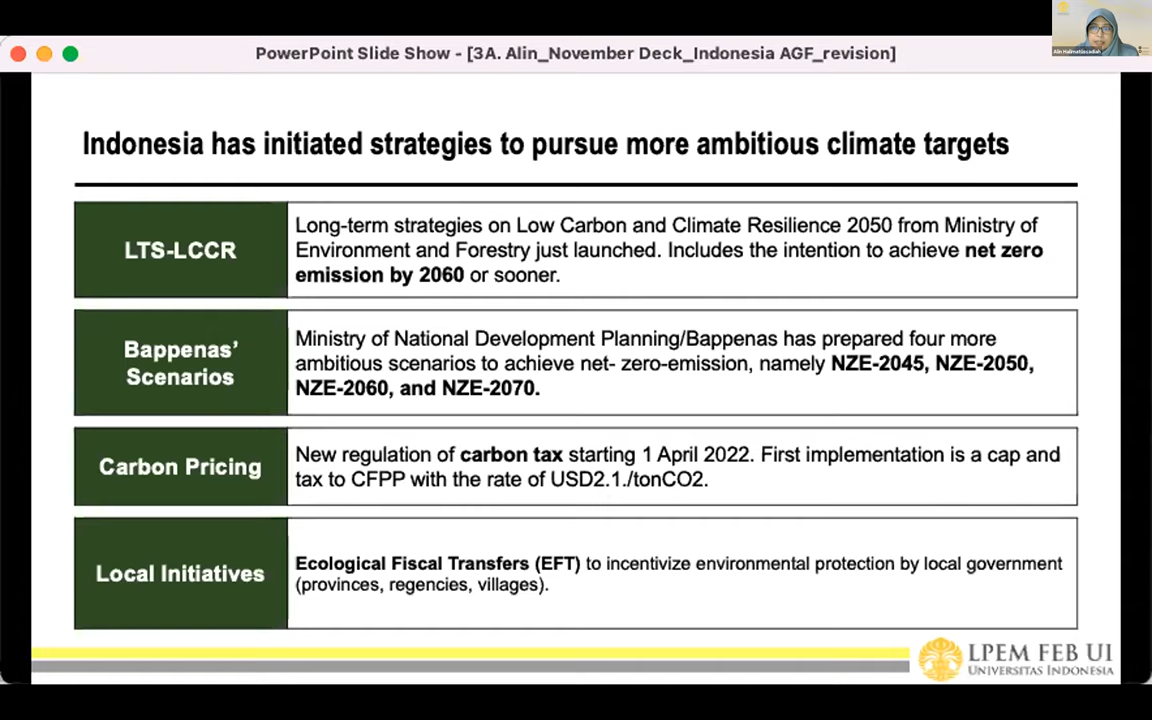 PowerPoint Slide Show - [3A. Alin_November Deck_Indonesia AGF_revision]
Alin Halimatussadiah
Indonesia has initiated strategies to pursue more ambitious climate targets
LTS-LCCR
Long-term strategies on Low Carbon and Climate Resilience 2050 from Ministry of
Environment and Forestry just launched. Includes the intention to achieve net zero
emission by 2060 or sooner.
Bappenas’
Scenarios
Ministry of National Development Planning/Bappenas has prepared four more
ambitious scenarios to achieve net- zero-emission, namely NZE-2045, NZE-2050,
NZE-2060, and NZE-2070.
Carbon Pricing
New regulation of carbon tax starting 1 April 2022. First implementation is a cap and
tax to CFPP with the rate of USD2.1./tonCO2.
Local Initiatives
Ecological Fiscal Transfers (EFT) to incentivize environmental protection by local government
(provinces, regencies, villages).
LPEM FEB UI
UNIVERSITAS INDONESIA